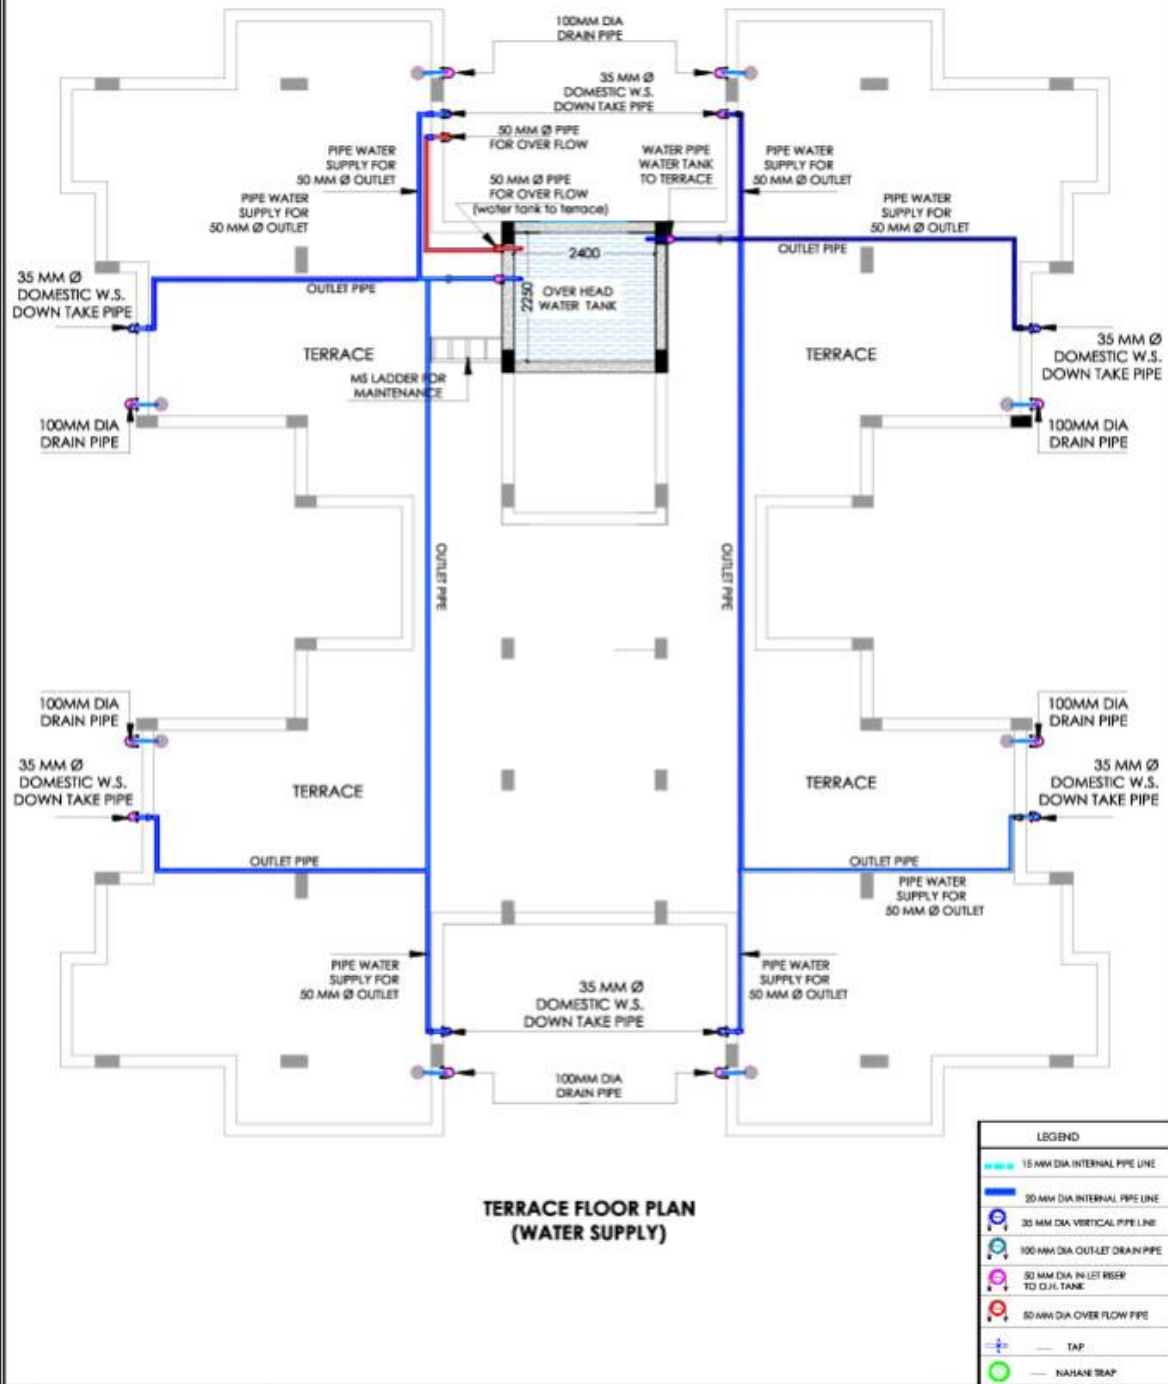 100MM DIA
DRAIN PIPE
35 MM Ø
DOMESTIC W.S.
DOWN TAKE PIPE
50 MM Ø PIPE
FOR OVER FLOW
PIPE WATER
SUPPLY FOR
50 MM Ø OUTLET
WATER PIPE
WATER TANK
TO TERRACE
PIPE WATER
SUPPLY FOR
50 MM Ø OUTLET
50 MM Ø PIPE
FOR OVER FLOW
(water tank to terrace)
PIPE WATER
SUPPLY FOR
50 MM Ø OUTLET
PIPE WATER
SUPPLY FOR
50 MM Ø OUTLET
OUTLET PIPE
2400
2250
OVER HEAD
WATER TANK
OUTLET PIPE
35 MM Ø
DOMESTIC W.S.
DOWN TAKE PIPE
35 MM Ø
DOMESTIC W.S.
DOWN TAKE PIPE
TERRACE
TERRACE
MS LADDER FOR
MAINTENANCE
100MM DIA
DRAIN PIPE
100MM DIA
DRAIN PIPE
OUTLET PIPE
OUTLET PIPE
100MM DIA
DRAIN PIPE
100MM DIA
DRAIN PIPE
35 MM Ø
DOMESTIC W.S.
DOWN TAKE PIPE
35 MM Ø
DOMESTIC W.S.
DOWN TAKE PIPE
TERRACE
TERRACE
OUTLET PIPE
OUTLET PIPE
PIPE WATER
SUPPLY FOR
50 MM Ø OUTLET
PIPE WATER
SUPPLY FOR
50 MM Ø OUTLET
PIPE WATER
SUPPLY FOR
50 MM Ø OUTLET
35 MM Ø
DOMESTIC W.S.
DOWN TAKE PIPE
100MM DIA
DRAIN PIPE
TERRACE FLOOR PLAN
(WATER SUPPLY)
LEGEND
15 MM DIA INTERNAL PIPE LINE
20 MM DIA INTERNAL PIPE LINE
35 MM DIA VERTICAL PIPE LINE
100 MM DIA OUT-LET DRAIN PIPE
50 MM DIA IN-LET RISER
TO O.H. TANK
50 MM DIA OVER FLOW PIPE
TAP
NAHANI TRAP